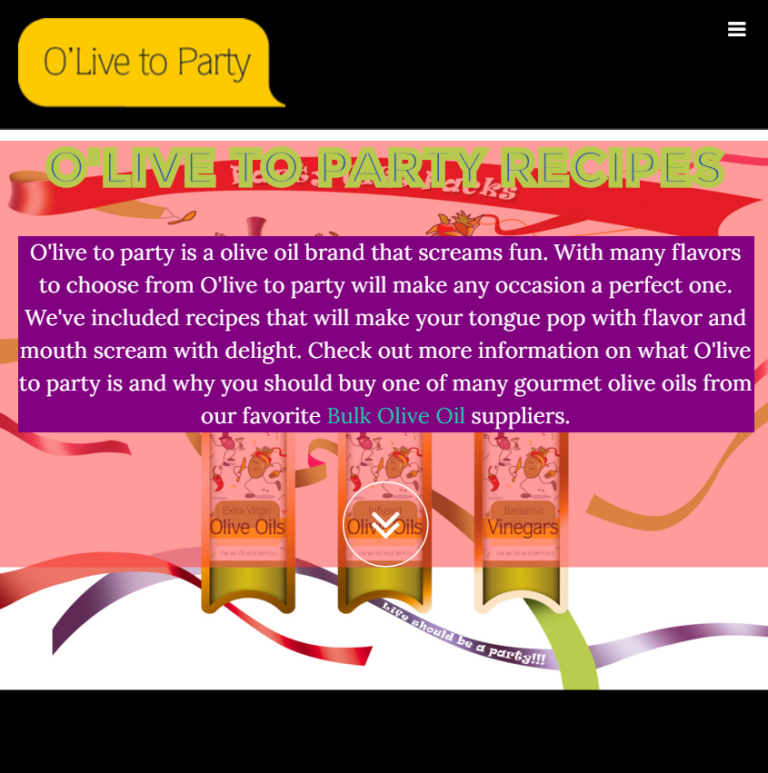 O'Live to Party
O'LIVE TO PARTY RECIPES
O'live to party is a olive oil brand that screams fun. With many flavors
to choose from O'live to party will make any occasion a perfect one.
We've included recipes that will make your tongue pop with flavor and
mouth scream with delight. Check out more information on what O'live
to party is and why you should buy one of many gourmet olive oils from
our favorite Bulk Olive Oil suppliers.
Extra Virgin
Olive Oils
Infused
Olive Oils
Balsamic
Vinegars
Life should be a party!!!